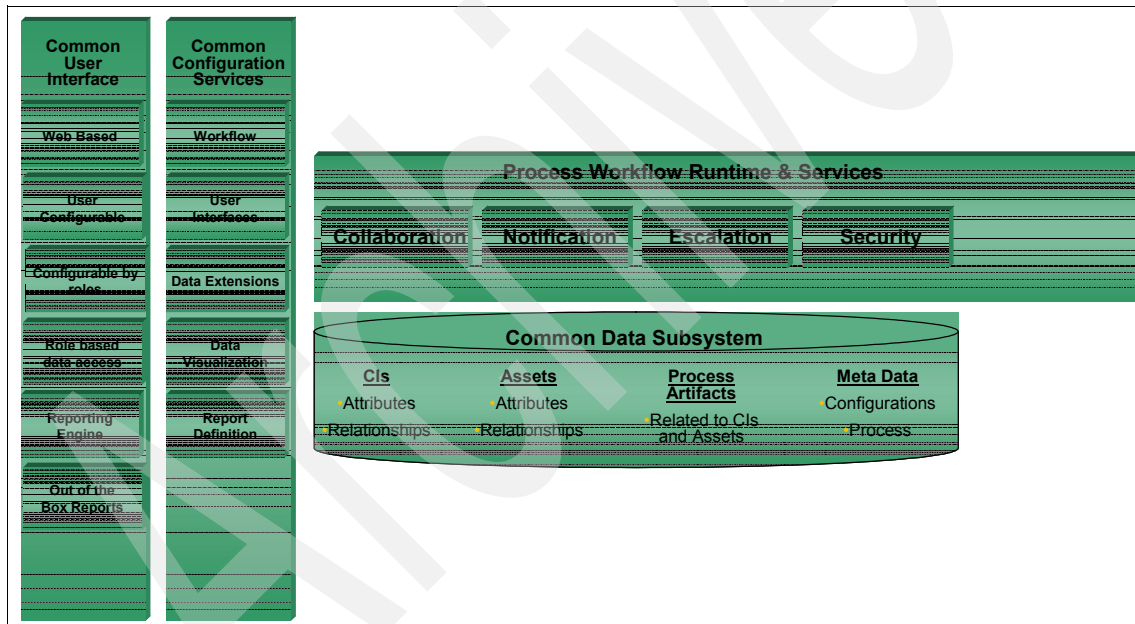 Common
User
Interface
Web Based
User
Configurable
Configurable by
roles
Role based
data access
Reporting
Engine
Out of the
Box Reports
Common
Configuration
Services
Workflow
User
Interfaces
Data Extensions
Data
Visualization
Report
Definition
Process Workflow Runtime & Services
Collaboration
Notification
Escalation
Security
Common Data Subsystem
CIs
•Attributes
•Relationships
Assets
•Attributes
•Relationships
Process
Artifacts
•Related to CIs
and Assets
Meta Data
•Configurations
•Process
Archive